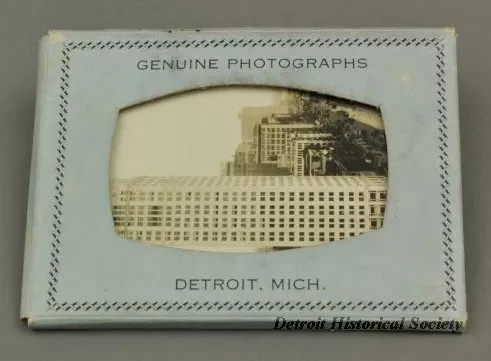 GENUINE PHOTOGRAPHS
DETROIT, MICH.
Detroit Historical Society